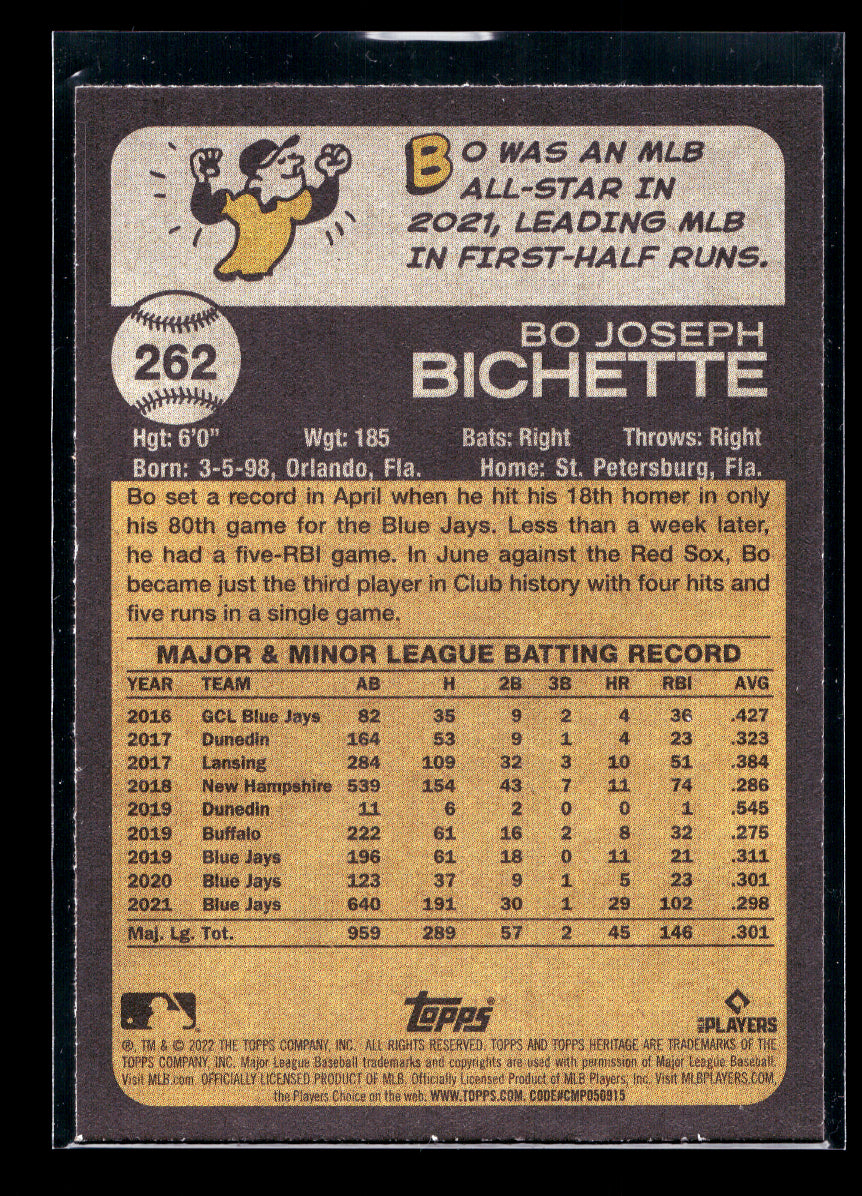 BO WAS AN MLB
ALL-STAR IN
2021, LEADING MLB
IN FIRST-HALF RUNS.
262
BO JOSEPH
BICHETTE
Hgt: 6'0" Wgt: 185 Bats: Right Throws: Right
Born: 3-5-98, Orlando, Fla. Home: St. Petersburg, Fla.
Bo set a record in April when he hit his 18th homer in only
his 80th game for the Blue Jays. Less than a week later,
he had a five-RBI game. In June against the Red Sox, Bo
became just the third player in Club history with four hits and
five runs in a single game.
MAJOR & MINOR LEAGUE BATTING RECORD
YEAR TEAM AB H 2B 3B HR RBI AVG
2016 GCL Blue Jays 82 35 9 2 4 36 .427
2017 Dunedin 164 53 9 1 4 23 .323
2017 Lansing 284 109 32 3 10 51 .384
2018 New Hampshire 539 154 43 7 11 74 .286
2019 Dunedin 11 6 2 0 0 1 .545
2019 Buffalo 222 61 16 2 8 32 .275
2019 Blue Jays 196 61 18 0 11 21 .311
2020 Blue Jays 123 37 9 1 5 23 .301
2021 Blue Jays 640 191 30 1 29 102 .298
Maj. Lg. Tot. 959 289 57 2 45 146 .301
topps
MLBPLAYERS
®, TM & © 2022 THE TOPPS COMPANY, INC. ALL RIGHTS RESERVED. TOPPS AND TOPPS HERITAGE ARE TRADEMARKS OF THE
TOPPS COMPANY, INC. Major League Baseball trademarks and copyrights are used with permission of Major League Baseball.
Visit MLB.com. OFFICIALLY LICENSED PRODUCT OF MLB. Officially Licensed Product of MLB Players, Inc. Visit MLBPLAYERS.COM,
the Players Choice on the web. WWW.TOPPS.COM. CODE#CMP056915